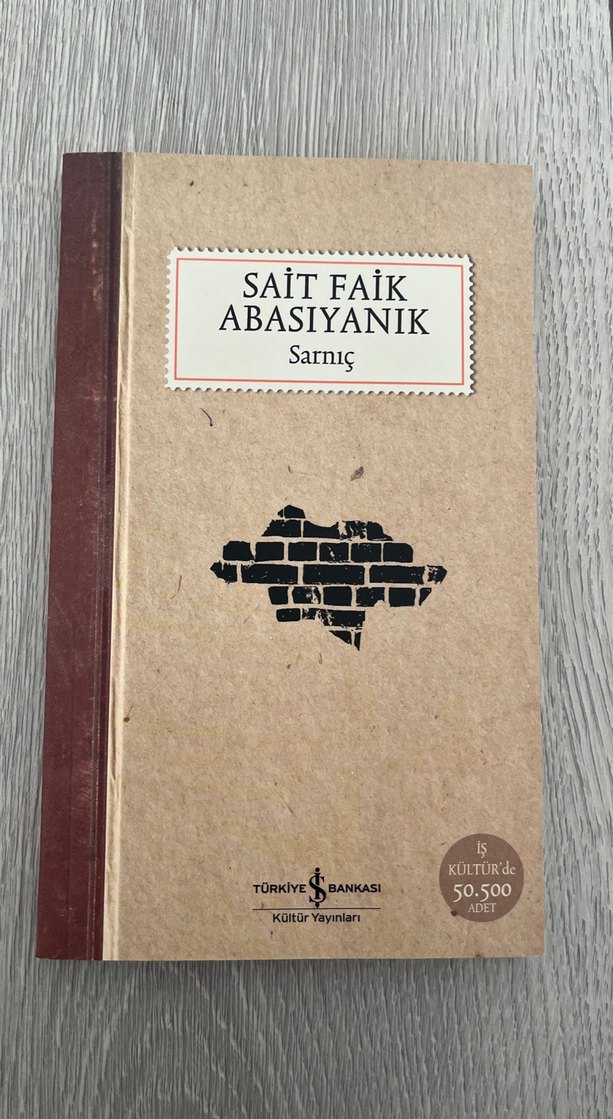 SAİT FAİK
ABASIYANIK
Sarnıç
TÜRKİYE İŞ BANKASI
Kültür Yayınları
İŞ
KÜLTÜR'de
50.500
ADET